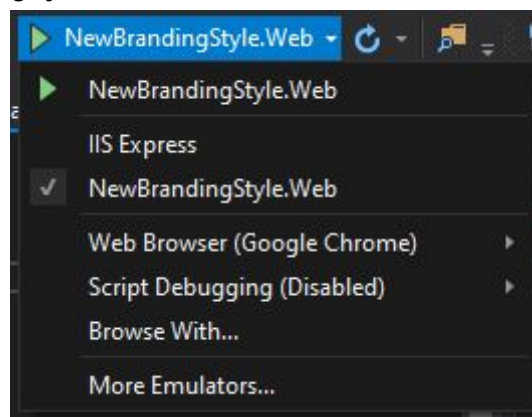 NewBrandingStyle.Web
NewBrandingStyle.Web
IIS Express
NewBrandingStyle.Web
Web Browser (Google Chrome)
Script Debugging (Disabled)
Browse With...
More Emulators...